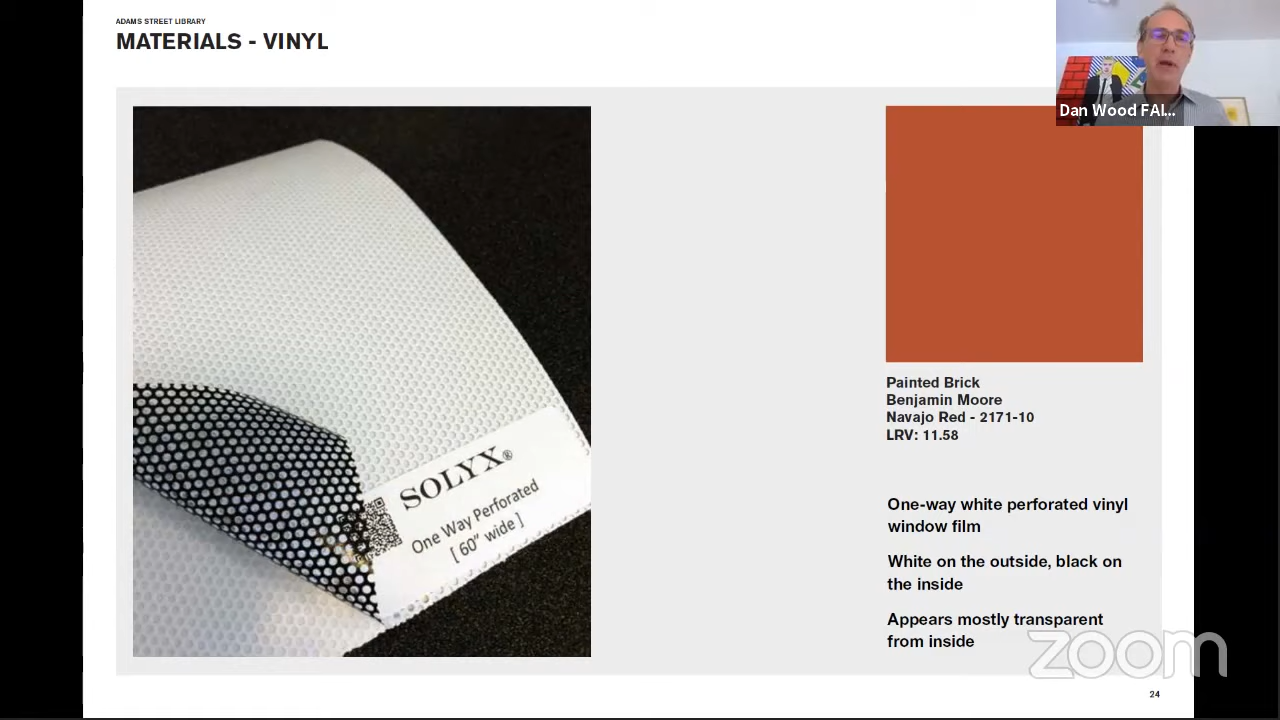 ADAMS STREET LIBRARY
MATERIALS - VINYL
Dan Wood FAI...
SOLYX®
One Way Perforated
[ 60" wide ]
Painted Brick
Benjamin Moore
Navajo Red - 2171-10
LRV: 11.58
One-way white perforated vinyl
window film
White on the outside, black on
the inside
Appears mostly transparent
from inside
zoom
24